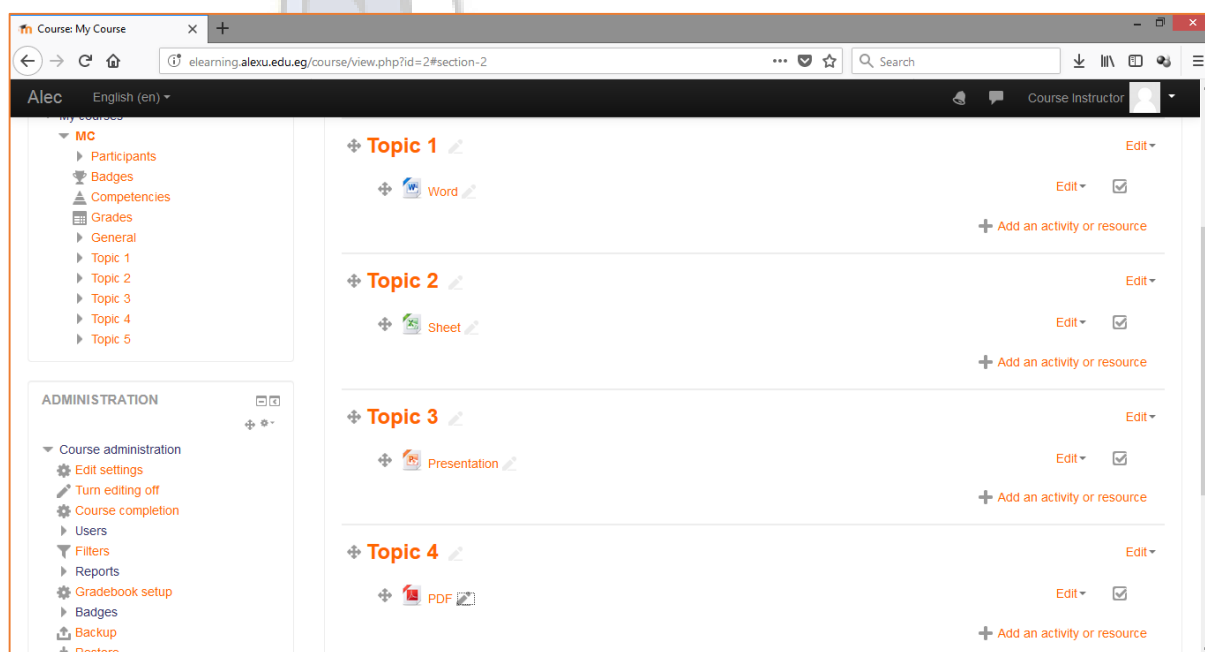 Course: My Course
elearning.alexu.edu.eg/course/view.php?id=2#section-2
Search
Alec English (en) Course Instructor
My courses
MC
Participants
Badges
Competencies
Grades
General
Topic 1
Topic 2
Topic 3
Topic 4
Topic 5
ADMINISTRATION
Course administration
Edit settings
Turn editing off
Course completion
Users
Filters
Reports
Gradebook setup
Badges
Backup
Restore
Topic 1 Edit
Word Edit
Add an activity or resource
Topic 2 Edit
Sheet Edit
Add an activity or resource
Topic 3 Edit
Presentation Edit
Add an activity or resource
Topic 4 Edit
PDF Edit
Add an activity or resource